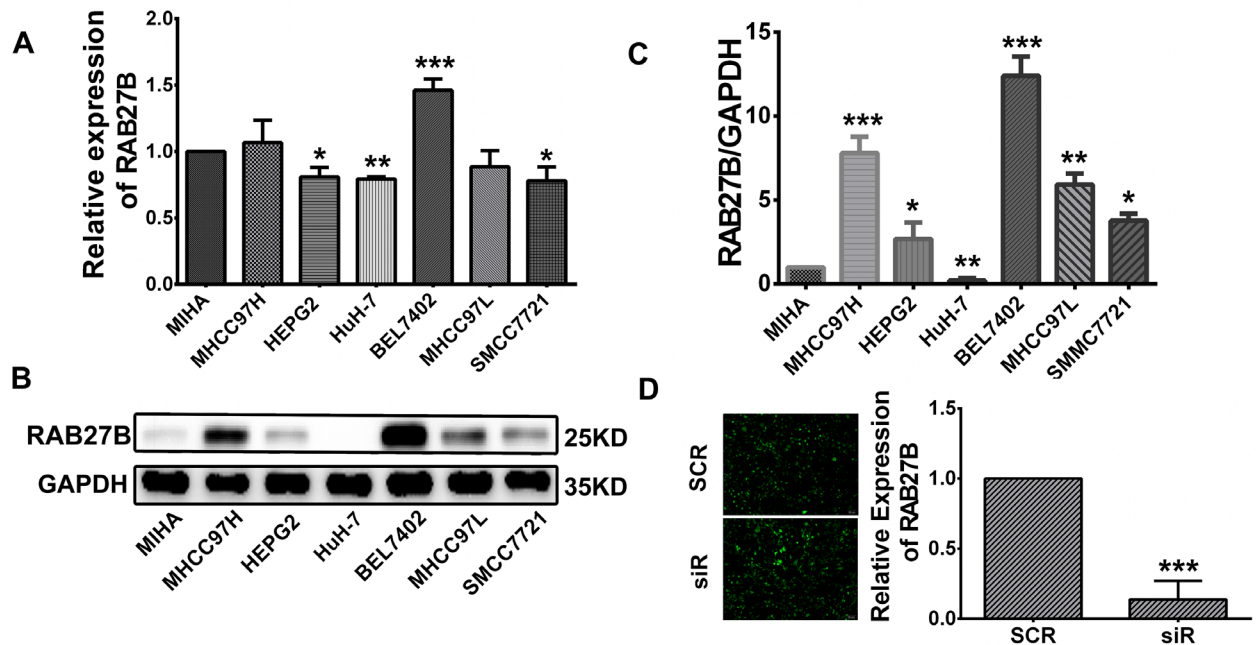 A
Relative expression
of RAB27B
2.0
1.5
1.0
0.5
0.0
***
*
**
*
MIHA
MHCC97H
HEPG2
HuH-7
BEL7402
MHCC97L
SMCC7721
B
RAB27B
25KD
GAPDH
35KD
MIHA
MHCC97H
HEPG2
HuH-7
BEL7402
MHCC97L
SMCC7721
C
RAB27B/GAPDH
15
10
5
0
***
***
*
**
**
*
MIHA
MHCC97H
HEPG2
HuH-7
BEL7402
MHCC97L
SMMC7721
D
SCR
siR
Relative Expression
of RAB27B
1.5
1.0
0.5
0.0
***
SCR
siR